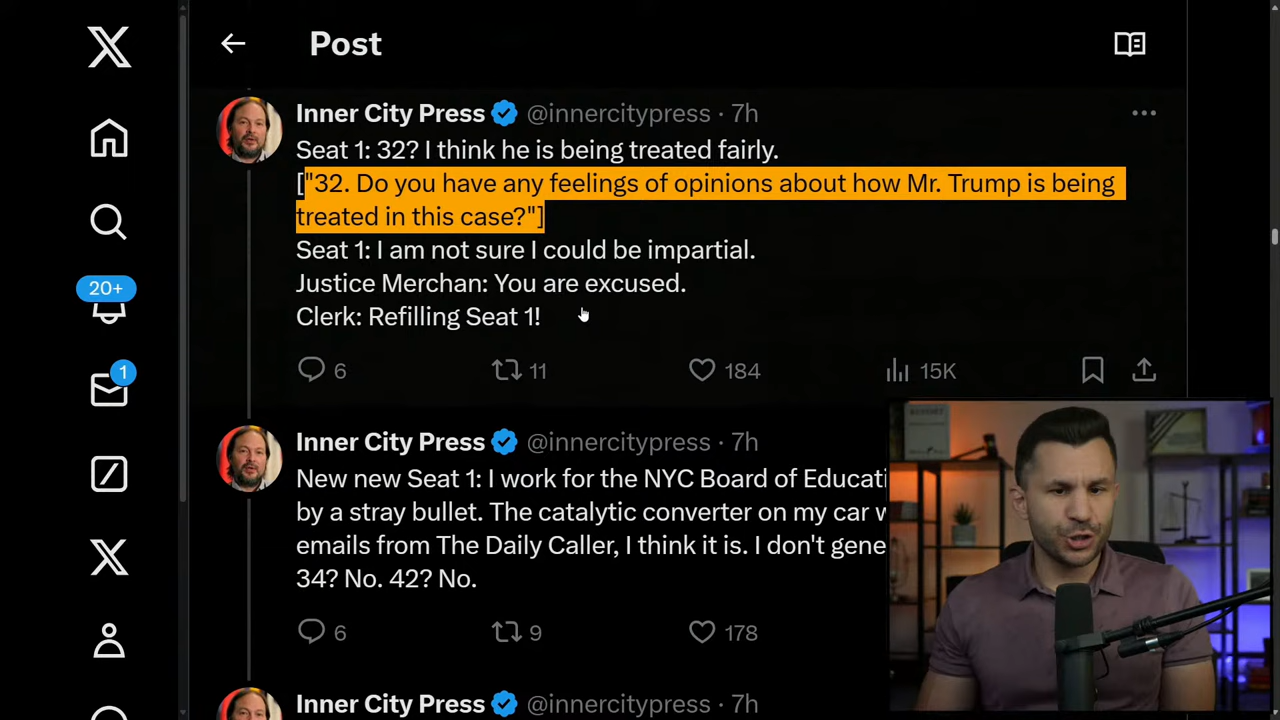 Post
Inner City Press @innercitypress · 7h
Seat 1: 32? I think he is being treated fairly.
["32. Do you have any feelings of opinions about how Mr. Trump is being
treated in this case?"]
Seat 1: I am not sure I could be impartial.
Justice Merchan: You are excused.
Clerk: Refilling Seat 1!
20+
1
6
11
184
15K
Inner City Press @innercitypress · 7h
New new Seat 1: I work for the NYC Board of Educati
by a stray bullet. The catalytic converter on my car w
emails from The Daily Caller, I think it is. I don't gene
34? No. 42? No.
6
9
178
Inner City Press @innercitypress · 7h